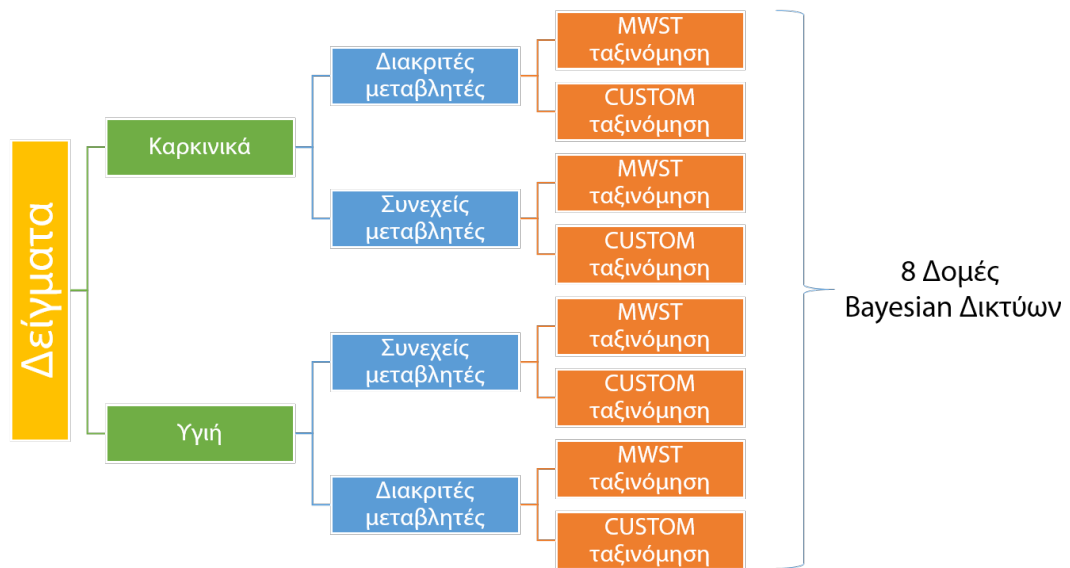 Δείγματα
Καρκινικά
Υγιή
Διακριτές
μεταβλητές
Συνεχείς
μεταβλητές
Συνεχείς
μεταβλητές
Διακριτές
μεταβλητές
MWST
ταξινόμηση
CUSTOM
ταξινόμηση
MWST
ταξινόμηση
CUSTOM
ταξινόμηση
MWST
ταξινόμηση
CUSTOM
ταξινόμηση
MWST
ταξινόμηση
CUSTOM
ταξινόμηση
8 Δομές
Bayesian Δικτύων